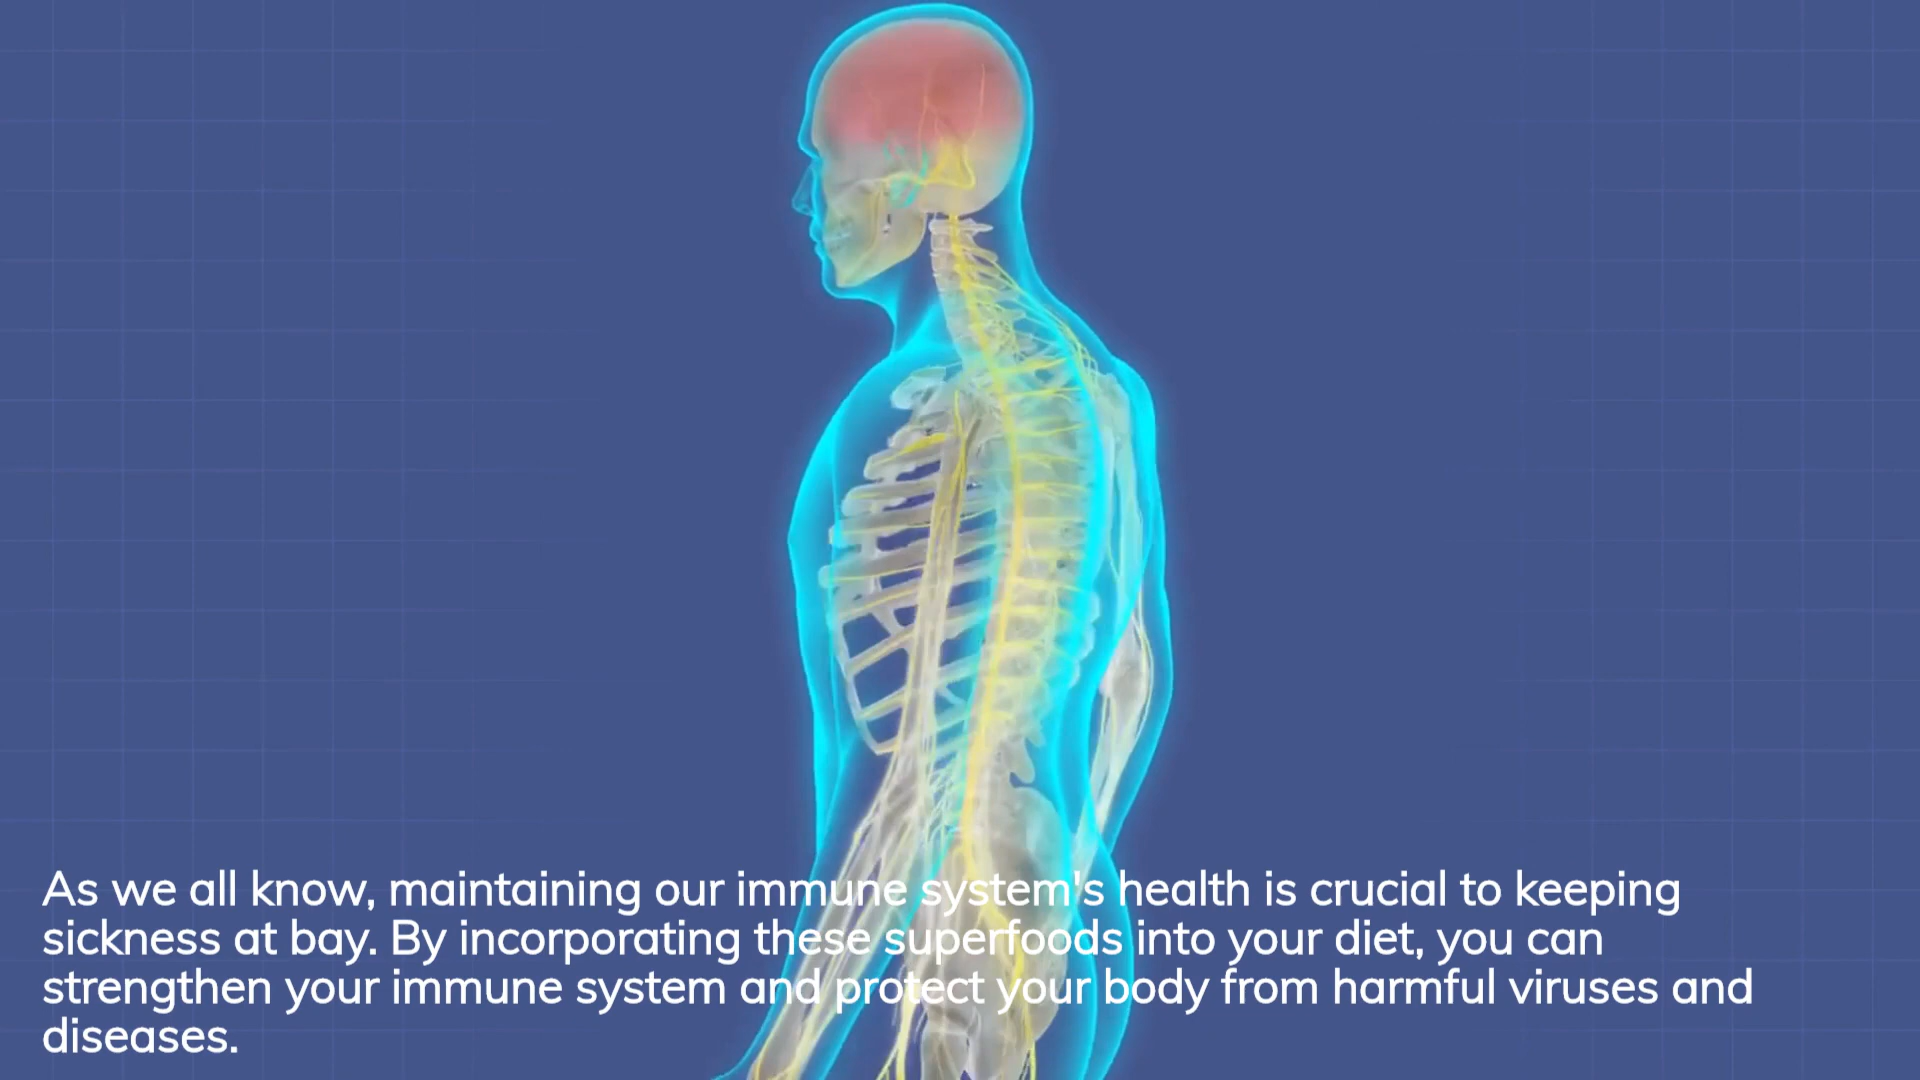 As we all know, maintaining our immune system's health is crucial to keeping
sickness at bay. By incorporating these superfoods into your diet, you can
strengthen your immune system and protect your body from harmful viruses and
diseases.